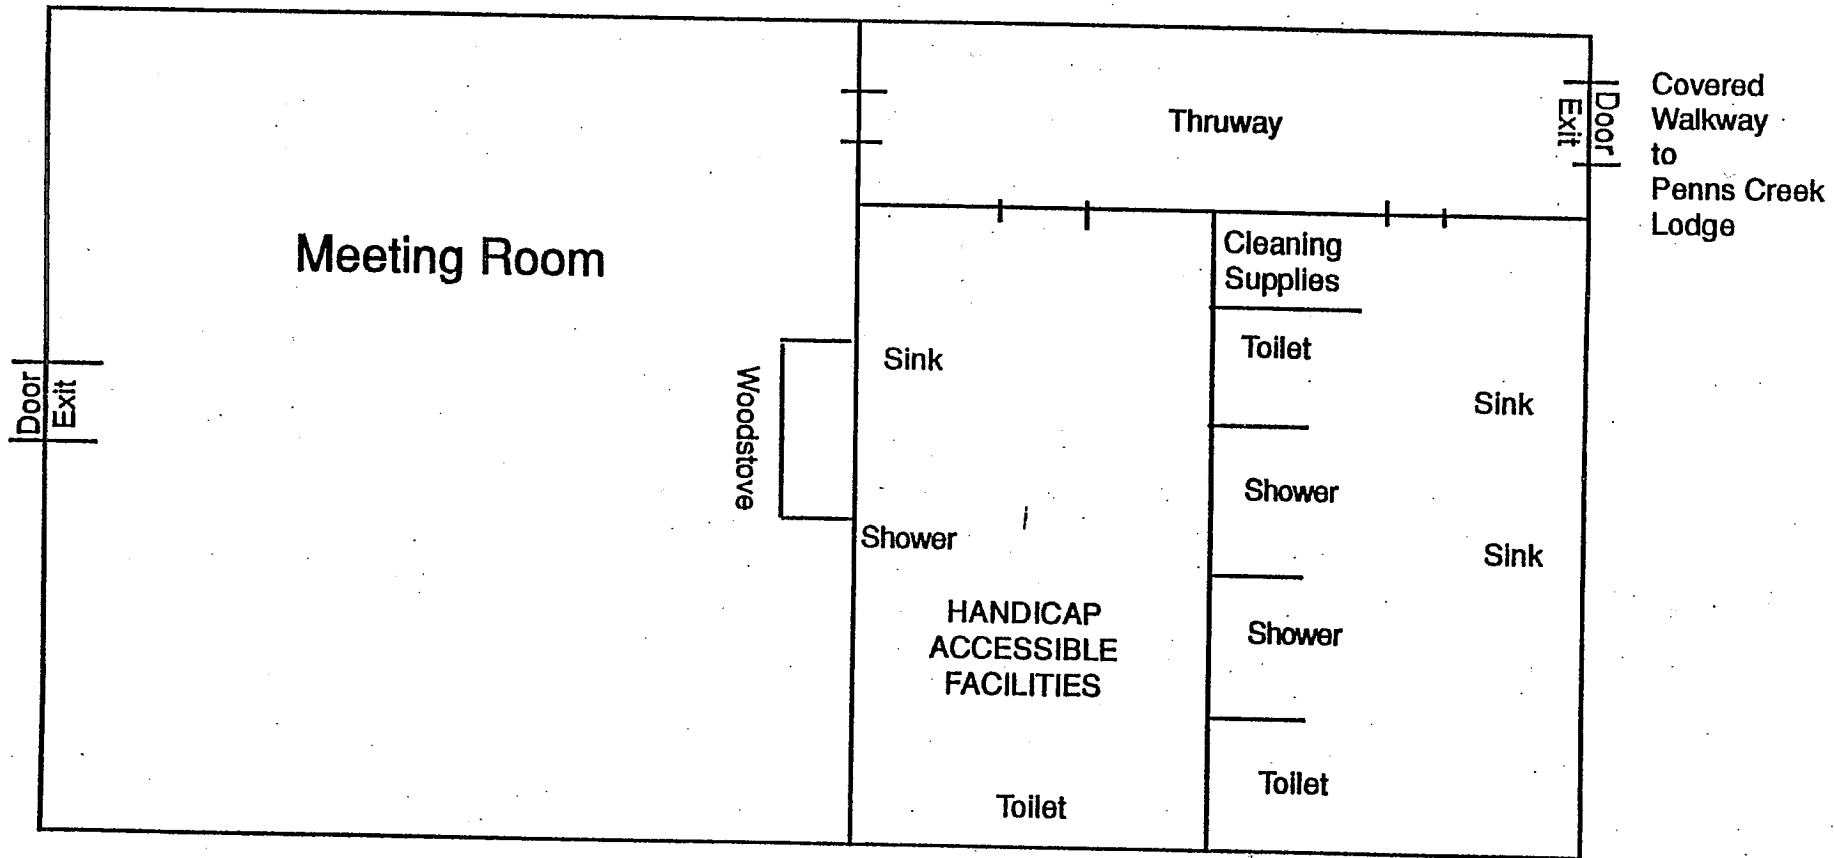 Meeting Room
Door
Exit
Woodstove
Thruway
Exit
Door
Covered
Walkway
to
Penns Creek
Lodge
Sink
Shower
HANDICAP
ACCESSIBLE
FACILITIES
Toilet
Cleaning
Supplies
Toilet
Shower
Shower
Toilet
Sink
Sink